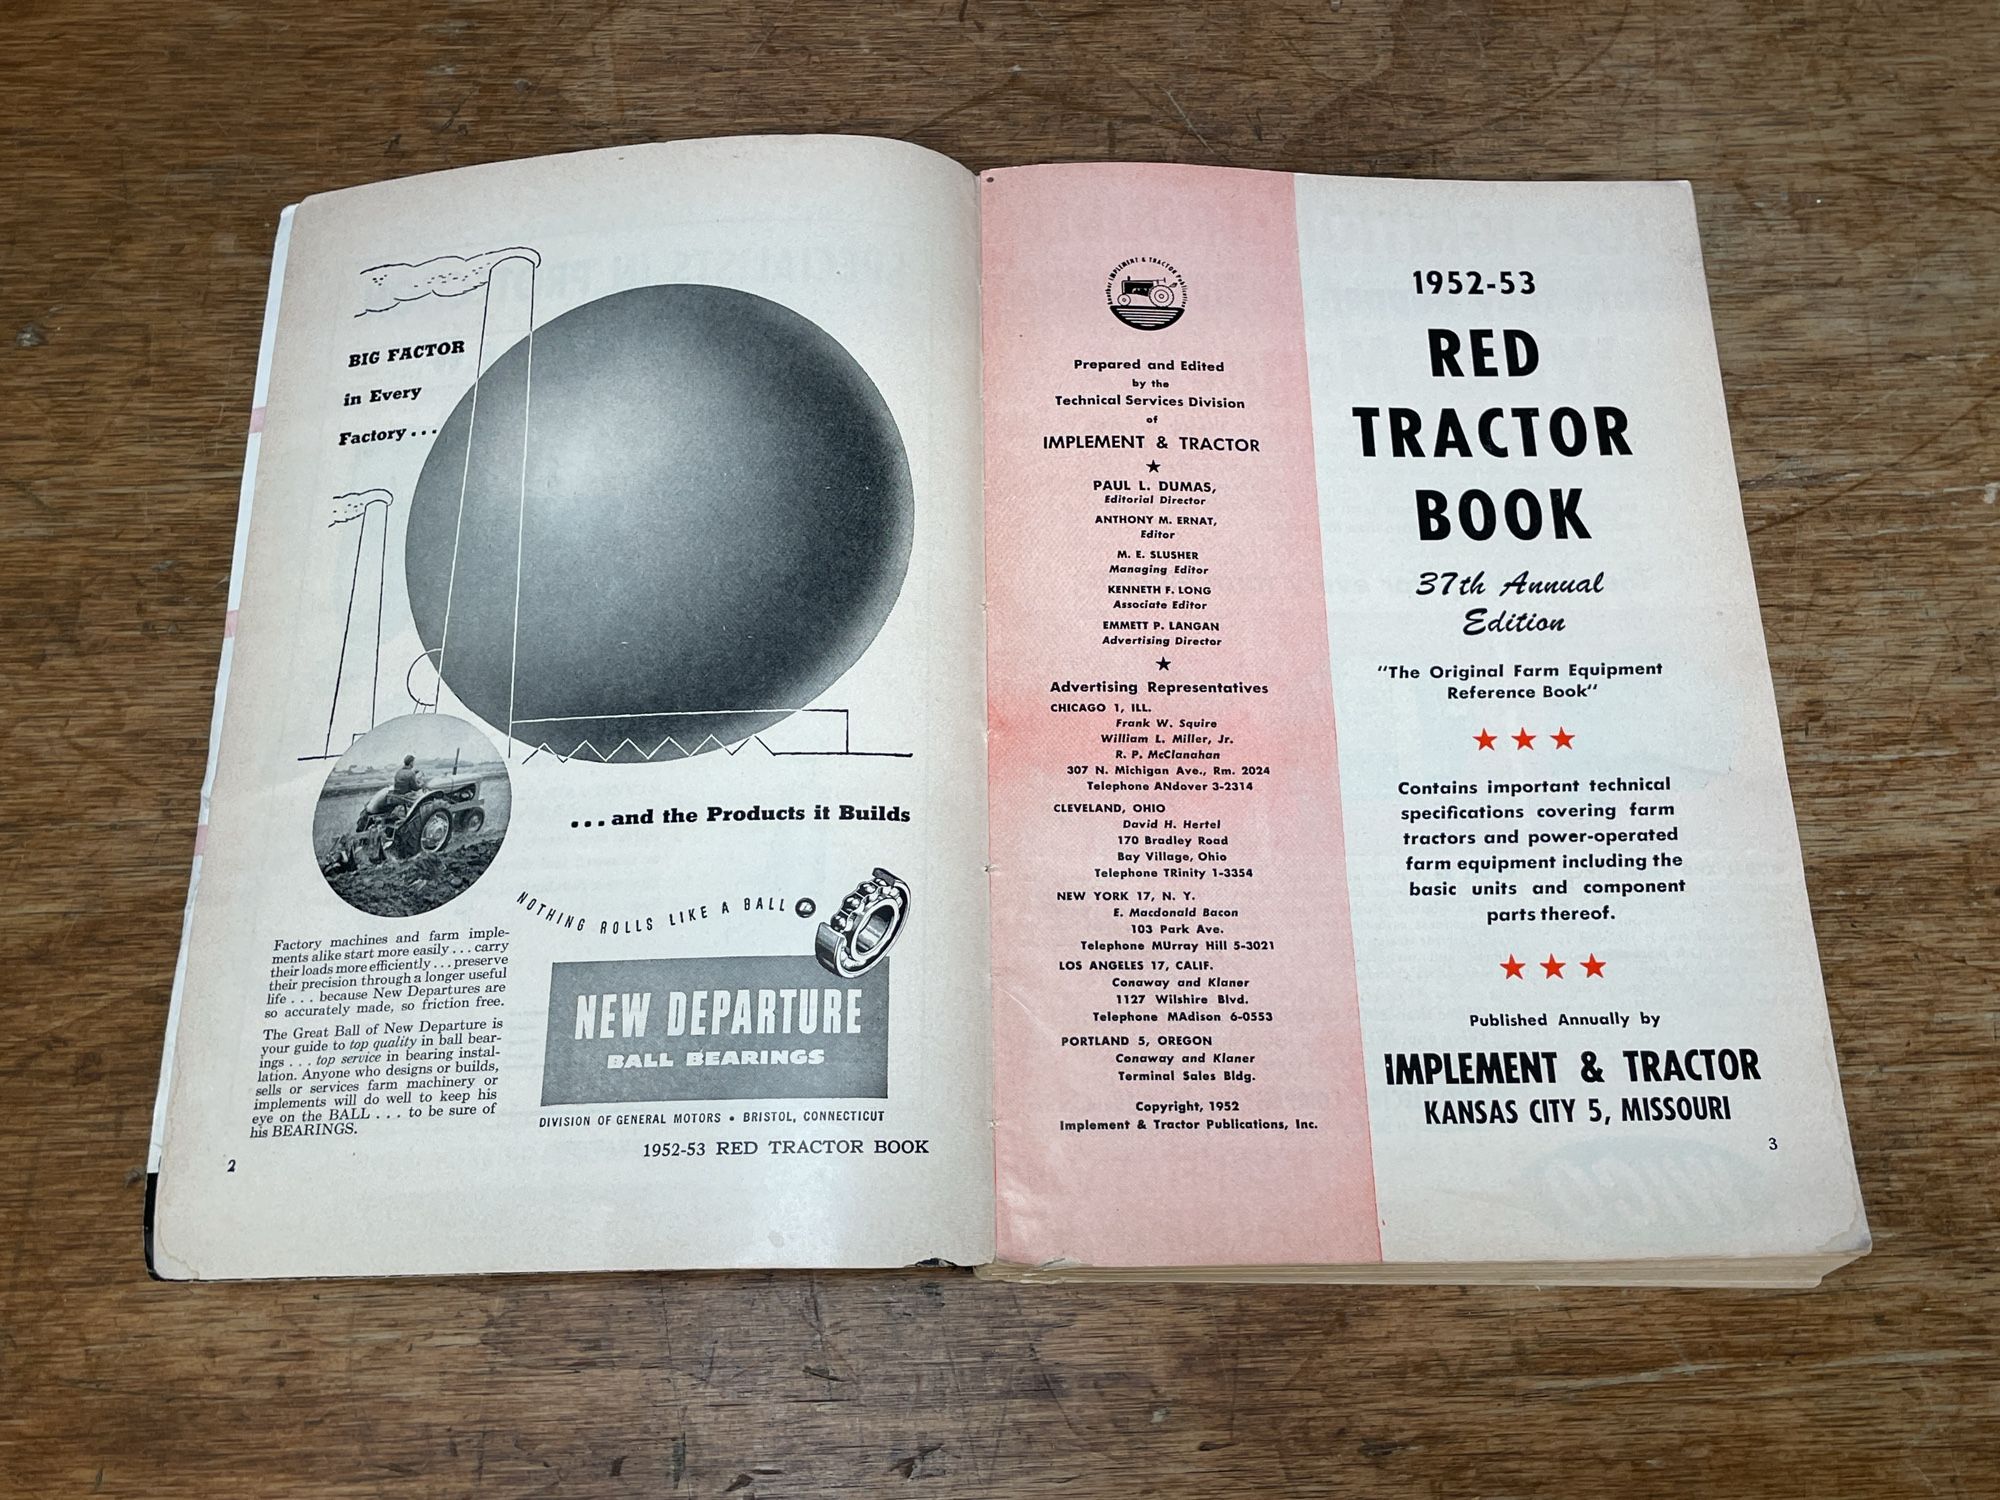 BIG FACTOR
in Every
Factory...
...and the Products it Builds
NOTHING ROLLS LIKE A BALL
Factory machines and farm imple-
ments alike start more easily . . . carry
their loads more efficiently . . . preserve
their precision through a longer useful
life . . . because New Departures are
so accurately made, so friction free.
The Great Ball of New Departure is
your guide to top quality in ball bear-
ings . . . top service in bearing instal-
lation. Anyone who designs or builds,
sells or services farm machinery or
implements will do well to keep his
eye on the BALL . . . to be sure of
his BEARINGS.
NEW DEPARTURE
BALL BEARINGS
DIVISION OF GENERAL MOTORS • BRISTOL, CONNECTICUT
1952-53 RED TRACTOR BOOK
2
Another IMPLEMENT & TRACTOR Publication
Prepared and Edited
by the
Technical Services Division
of
IMPLEMENT & TRACTOR
★
PAUL L. DUMAS,
Editorial Director
ANTHONY M. ERNAT,
Editor
M. E. SLUSHER
Managing Editor
KENNETH F. LONG
Associate Editor
EMMETT P. LANGAN
Advertising Director
★
Advertising Representatives
CHICAGO 1, ILL.
Frank W. Squire
William L. Miller, Jr.
R. P. McClanahan
307 N. Michigan Ave., Rm. 2024
Telephone ANdover 3-2314
CLEVELAND, OHIO
David H. Hertel
170 Bradley Road
Bay Village, Ohio
Telephone TRinity 1-3354
NEW YORK 17, N. Y.
E. Macdonald Bacon
103 Park Ave.
Telephone MUrray Hill 5-3021
LOS ANGELES 17, CALIF.
Conaway and Klaner
1127 Wilshire Blvd.
Telephone MAdison 6-0553
PORTLAND 5, OREGON
Conaway and Klaner
Terminal Sales Bldg.
Copyright, 1952
Implement & Tractor Publications, Inc.
1952-53
RED
TRACTOR
BOOK
37th Annual
Edition
"The Original Farm Equipment
Reference Book"
★ ★ ★
Contains important technical
specifications covering farm
tractors and power-operated
farm equipment including the
basic units and component
parts thereof.
★ ★ ★
Published Annually by
IMPLEMENT & TRACTOR
KANSAS CITY 5, MISSOURI
3